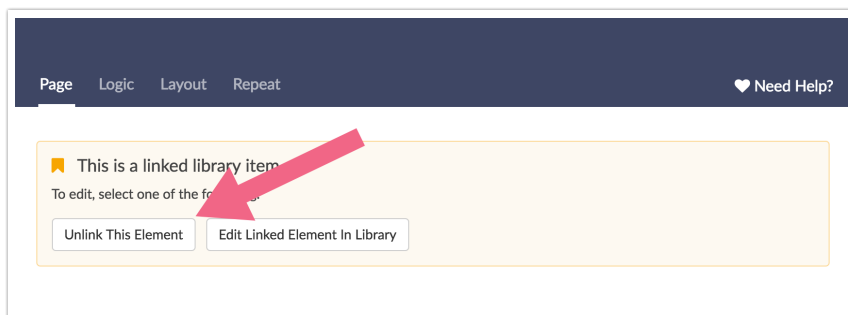 Page Logic Layout Repeat Need Help?
This is a linked library item
To edit, select one of the
Unlink This Element Edit Linked Element In Library